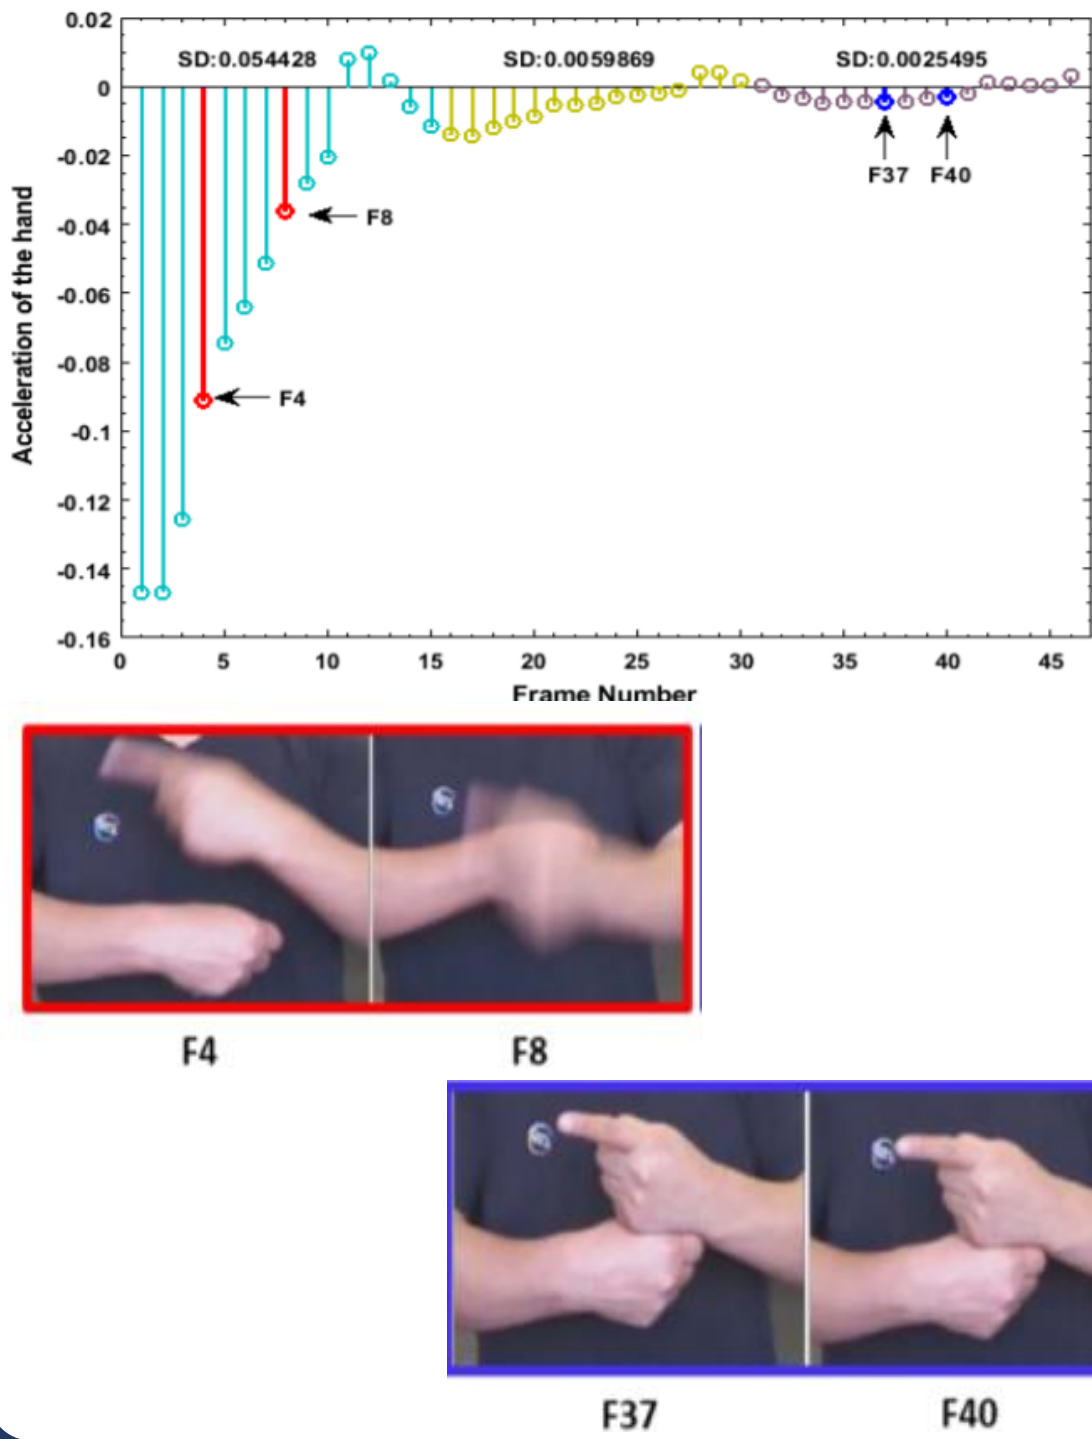 0.02
SD:0.054428 SD:0.0059869 SD:0.0025495
0
-0.02
F37 F40
-0.04
F8
-0.06
-0.08
F4
-0.1
-0.12
-0.14
-0.16
0 5 10 15 20 25 30 35 40 45
Acceleration of the hand
Frame Number
F4 F8
F37 F40